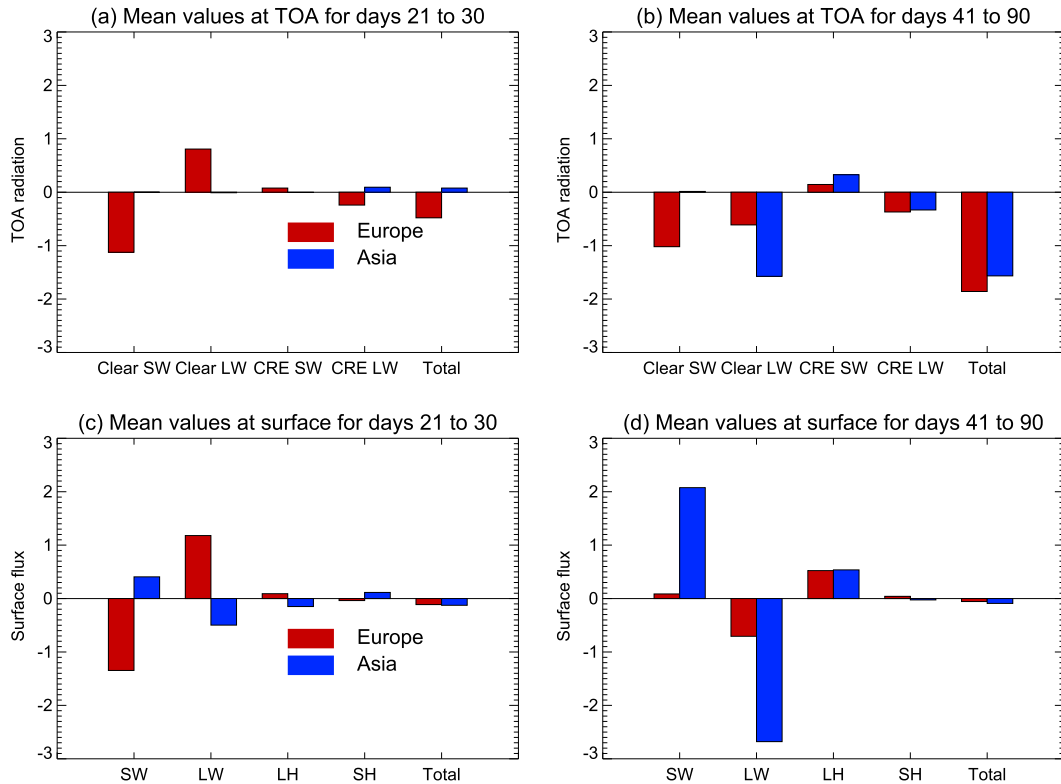 (a) Mean values at TOA for days 21 to 30
3
2
1
0
-1
-2
-3
TOA radiation
Europe
Asia
Clear SW Clear LW CRE SW CRE LW Total
(b) Mean values at TOA for days 41 to 90
3
2
1
0
-1
-2
-3
TOA radiation
Clear SW Clear LW CRE SW CRE LW Total
(c) Mean values at surface for days 21 to 30
3
2
1
0
-1
-2
-3
Surface flux
Europe
Asia
SW LW LH SH Total
(d) Mean values at surface for days 41 to 90
3
2
1
0
-1
-2
-3
Surface flux
SW LW LH SH Total